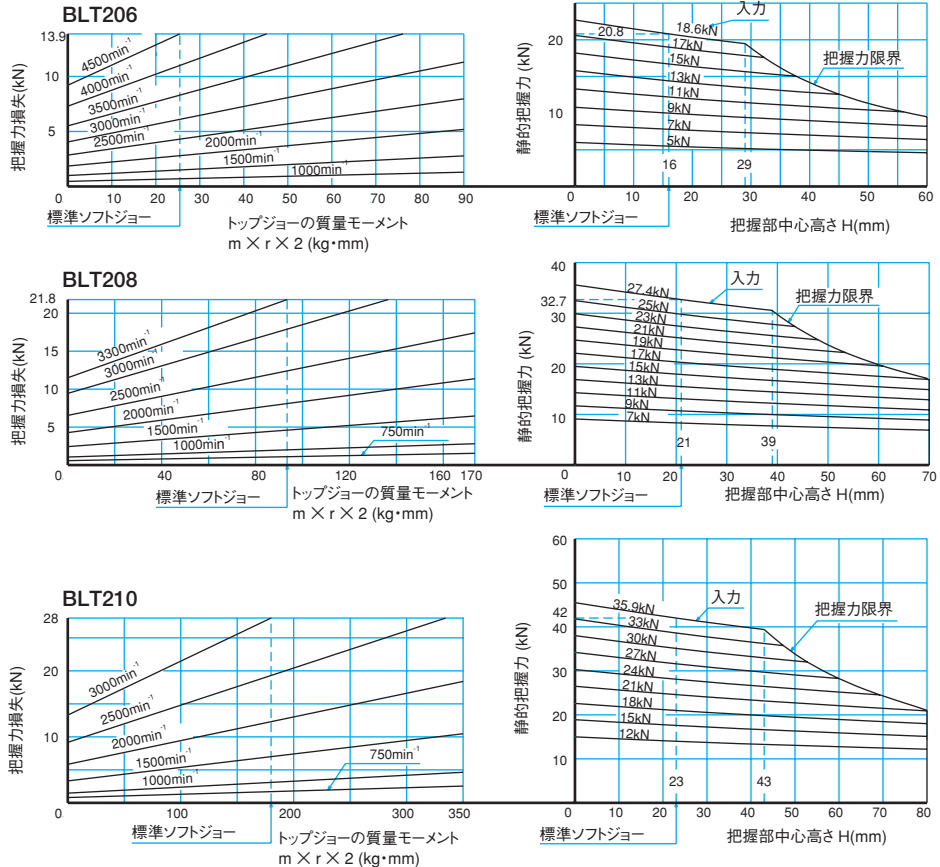 BLT206
把握力損失(kN)
13.9
10
5
4500min⁻¹
4000min⁻¹
3500min⁻¹
3000min⁻¹
2500min⁻¹
2000min⁻¹
1500min⁻¹
1000min⁻¹
0 10 20 30 40 50 60 70 80 90
標準ソフトジョー
トップジョーの質量モーメント
m × r × 2 (kg・mm)
静的把握力 (kN)
20
10
20.8
入力
18.6kN
17kN
15kN
13kN
11kN
9kN
7kN
5kN
把握力限界
16
29
0 10 20 30 40 50 60
標準ソフトジョー
把握部中心高さ H(mm)
BLT208
把握力損失(kN)
21.8
20
15
10
5
3300min⁻¹
3000min⁻¹
2500min⁻¹
2000min⁻¹
1500min⁻¹
1000min⁻¹
750min⁻¹
0 40 80 120 160 170
標準ソフトジョー
トップジョーの質量モーメント
m × r × 2 (kg・mm)
静的把握力 (kN)
40
32.7
30
20
10
入力
27.4kN
25kN
23kN
21kN
19kN
17kN
15kN
13kN
11kN
9kN
7kN
把握力限界
21
39
0 10 20 30 40 50 60 70
標準ソフトジョー
把握部中心高さ H(mm)
BLT210
把握力損失(kN)
28
20
10
3000min⁻¹
2500min⁻¹
2000min⁻¹
1500min⁻¹
1000min⁻¹
750min⁻¹
0 100 200 300 350
標準ソフトジョー
トップジョーの質量モーメント
m × r × 2 (kg・mm)
静的把握力 (kN)
60
50
42
40
30
20
10
入力
35.9kN
33kN
30kN
27kN
24kN
21kN
18kN
15kN
12kN
把握力限界
23
43
0 10 20 30 40 50 60 70 80
標準ソフトジョー
把握部中心高さ H(mm)